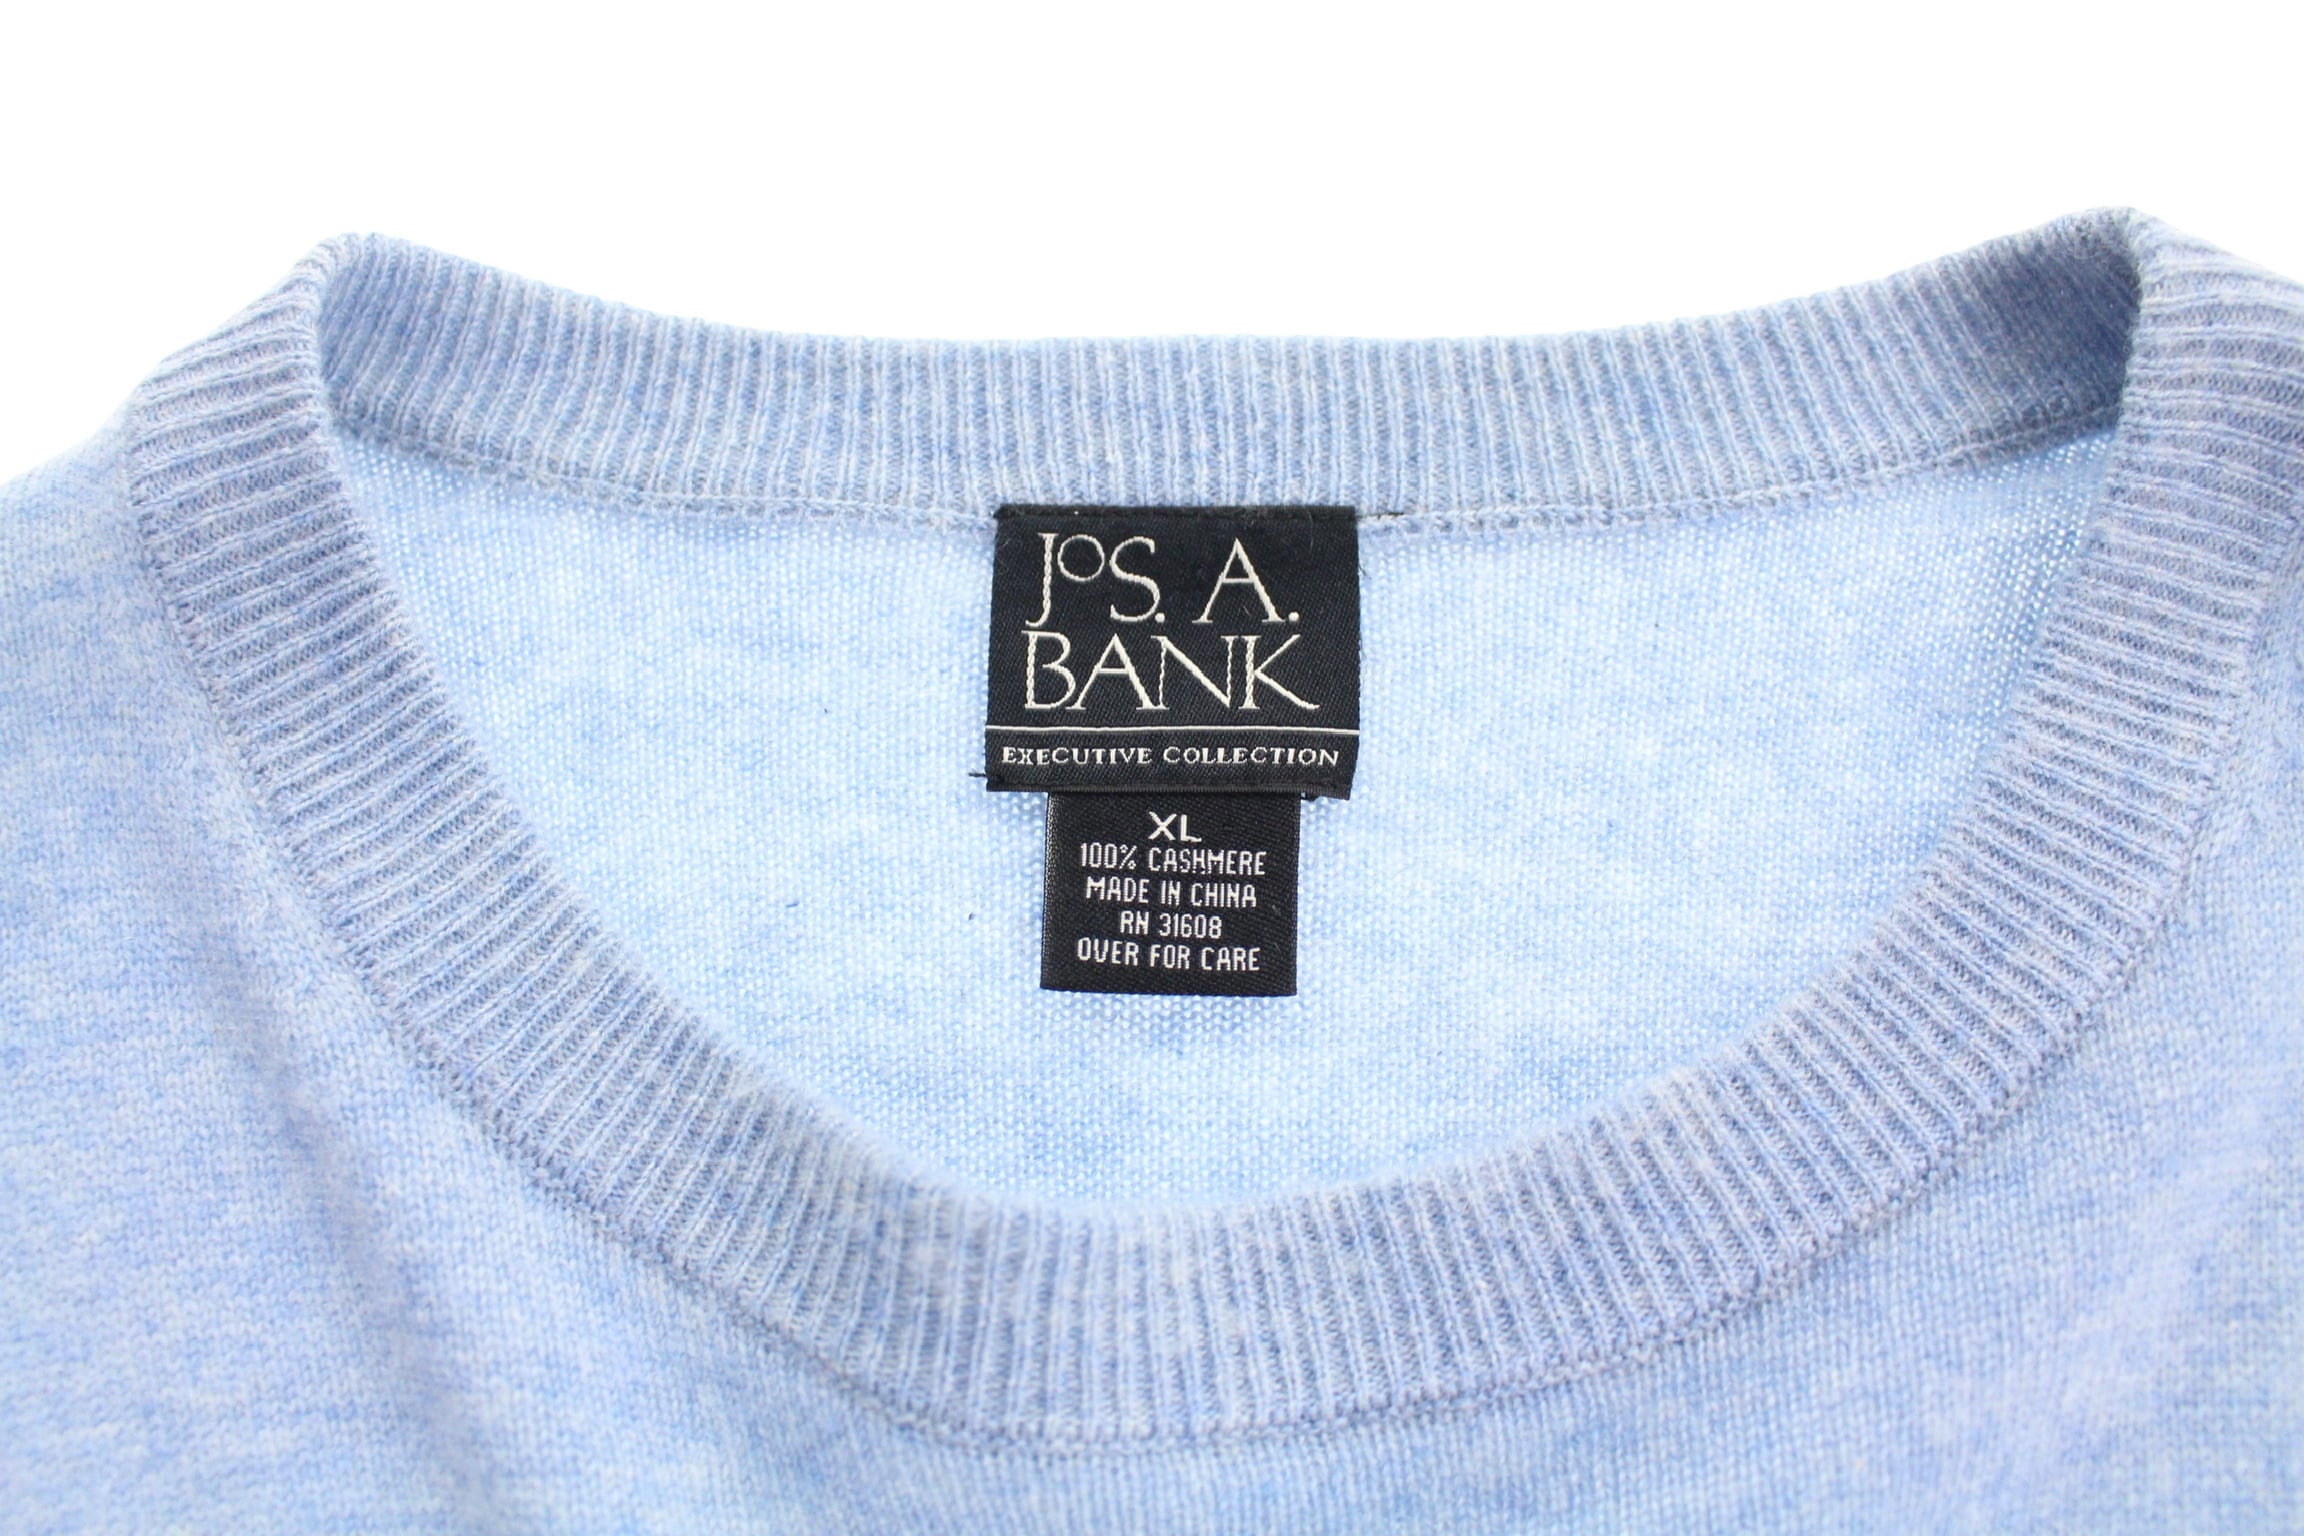 JOS. A.
BANK
EXECUTIVE COLLECTION
XL
100% CASHMERE
MADE IN CHINA
RN 31608
OVER FOR CARE